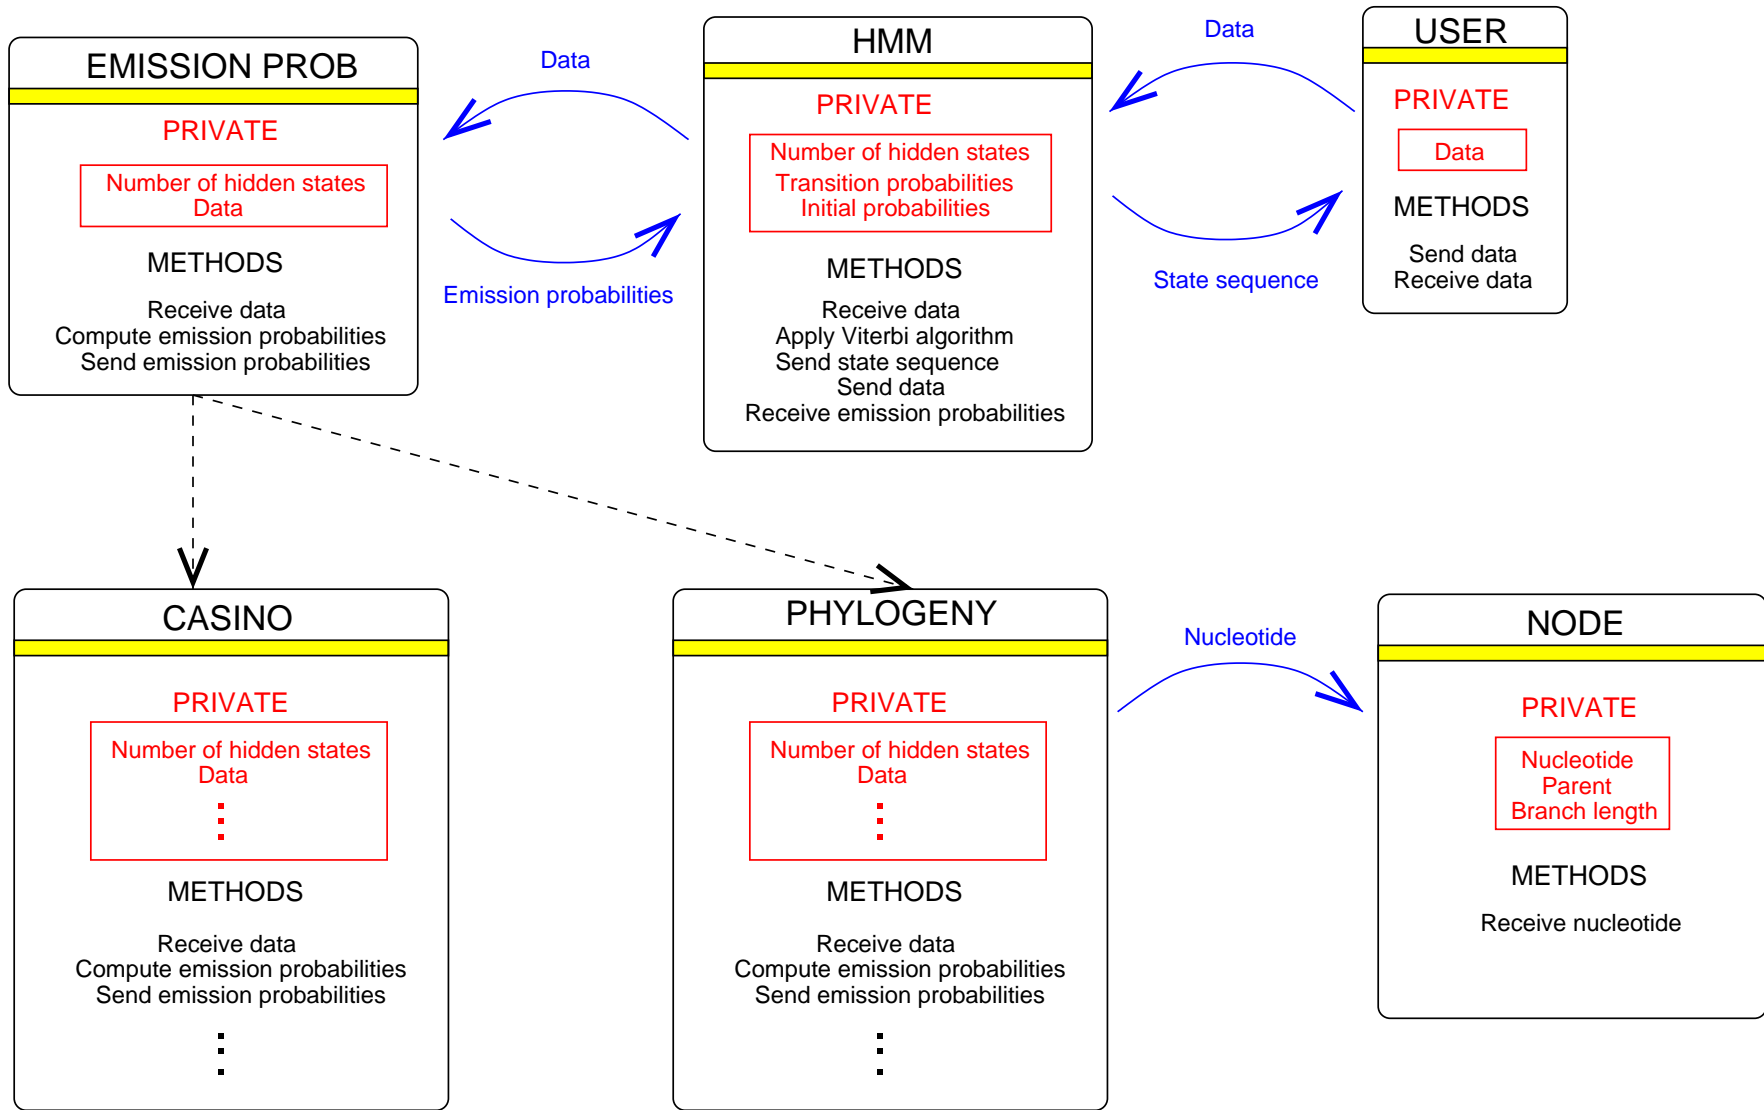 EMISSION PROB
PRIVATE
Number of hidden states
Data
METHODS
Receive data
Compute emission probabilities
Send emission probabilities
Data
Emission probabilities
HMM
PRIVATE
Number of hidden states
Transition probabilities
Initial probabilities
METHODS
Receive data
Apply Viterbi algorithm
Send state sequence
Send data
Receive emission probabilities
Data
State sequence
USER
PRIVATE
Data
METHODS
Send data
Receive data
CASINO
PRIVATE
Number of hidden states
Data
METHODS
Receive data
Compute emission probabilities
Send emission probabilities
PHYLOGENY
PRIVATE
Number of hidden states
Data
METHODS
Receive data
Compute emission probabilities
Send emission probabilities
Nucleotide
NODE
PRIVATE
Nucleotide
Parent
Branch length
METHODS
Receive nucleotide